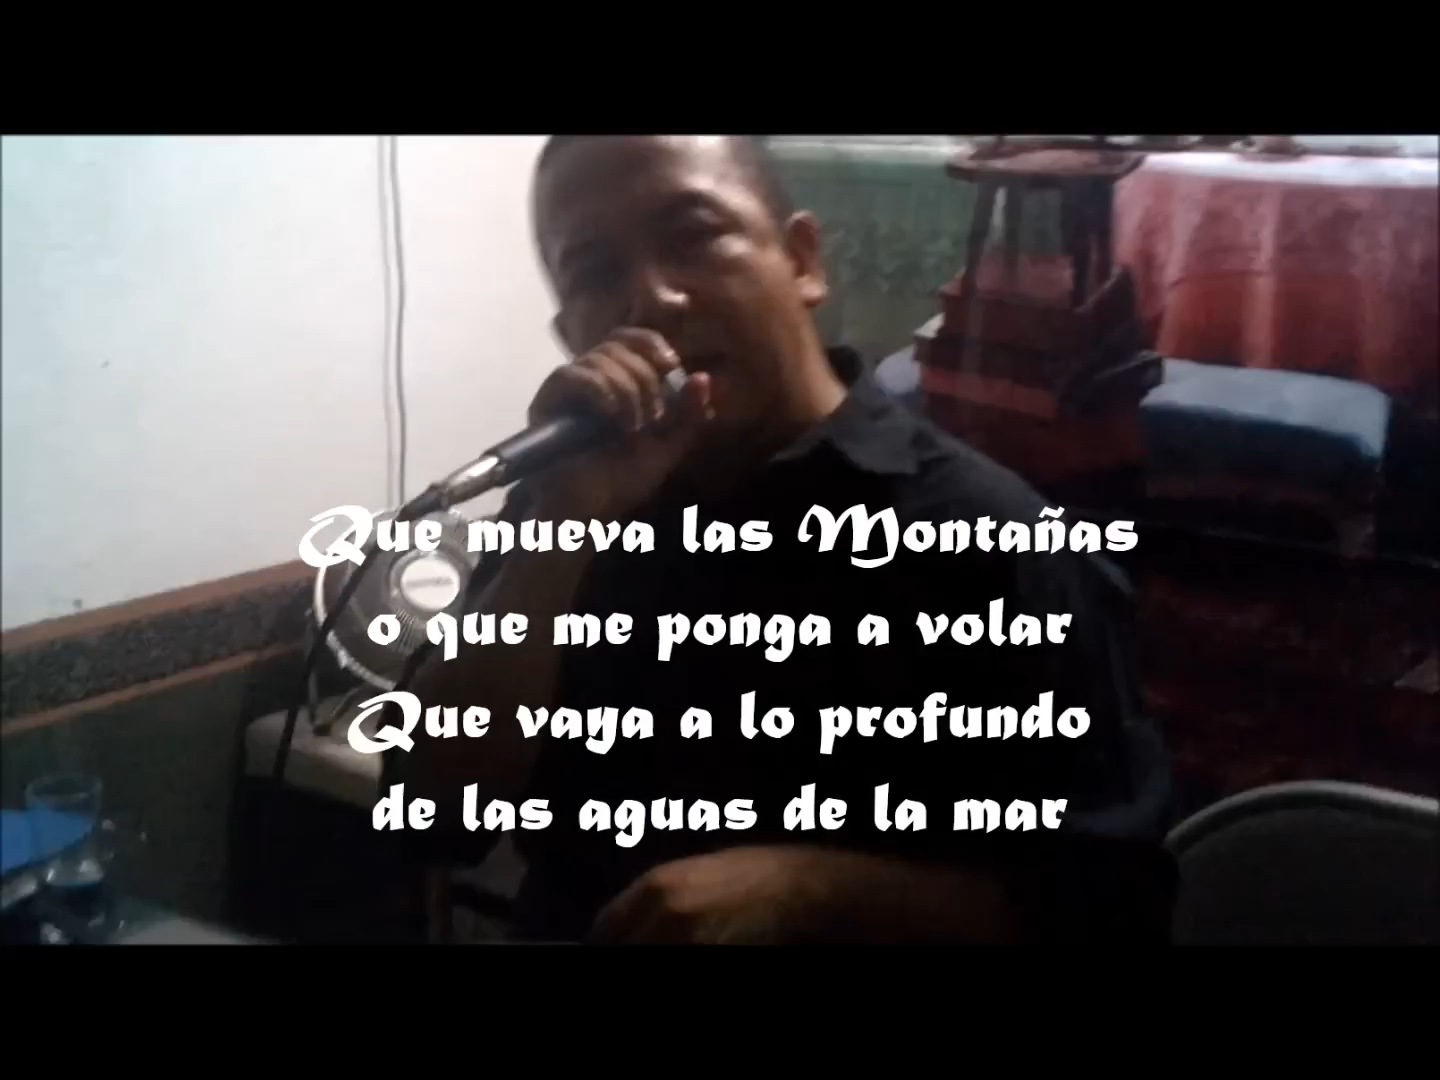 Que mueva las Montañas
o que me ponga a volar
Que vaya a lo profundo
de las aguas de la mar